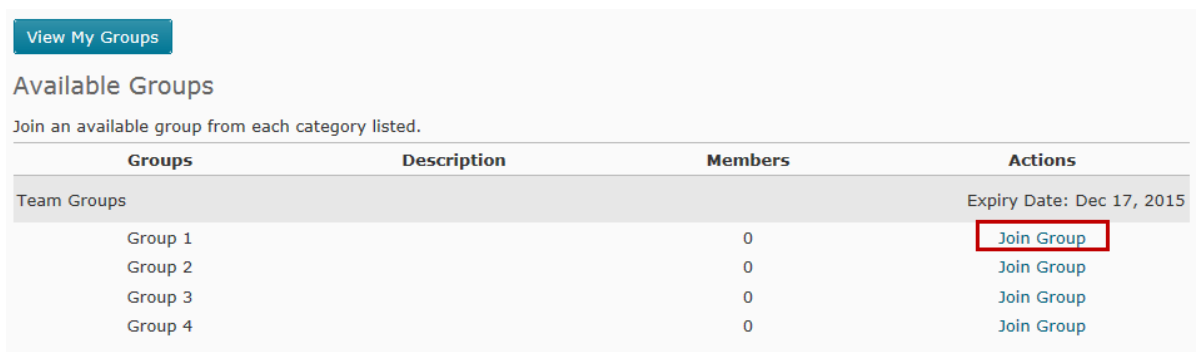 View My Groups
Available Groups
Join an available group from each category listed.
Groups Description Members Actions
Team Groups Expiry Date: Dec 17, 2015
Group 1 0 Join Group
Group 2 0 Join Group
Group 3 0 Join Group
Group 4 0 Join Group